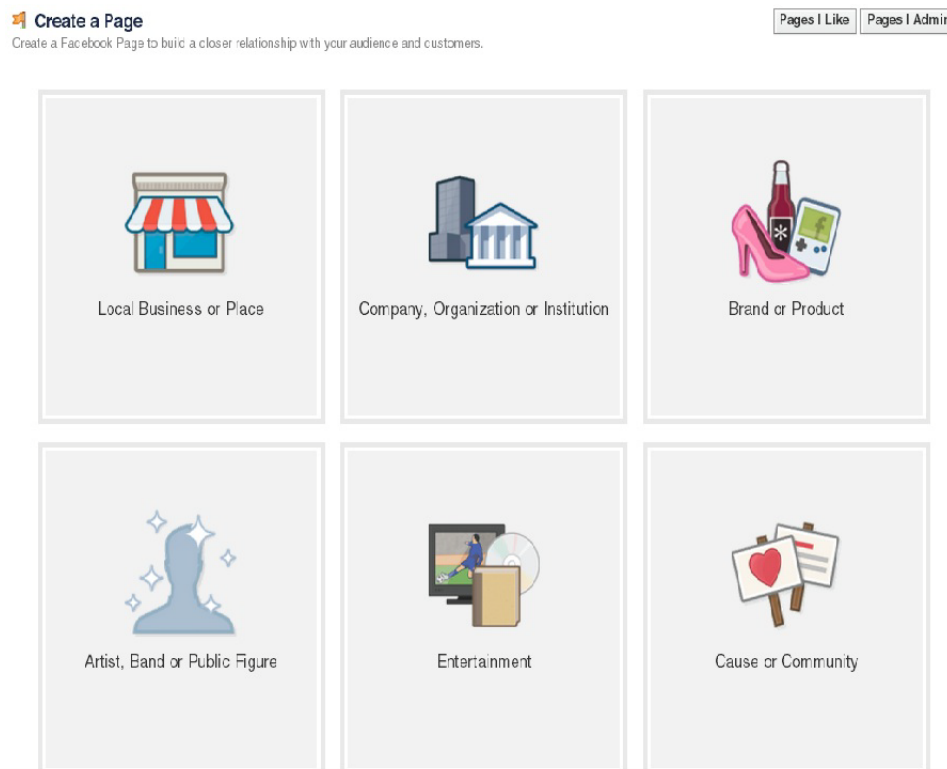 Create a Page
Pages I Like
Pages I Admin
Create a Facebook Page to build a closer relationship with your audience and customers.
Local Business or Place
Company, Organization or Institution
Brand or Product
Artist, Band or Public Figure
Entertainment
Cause or Community